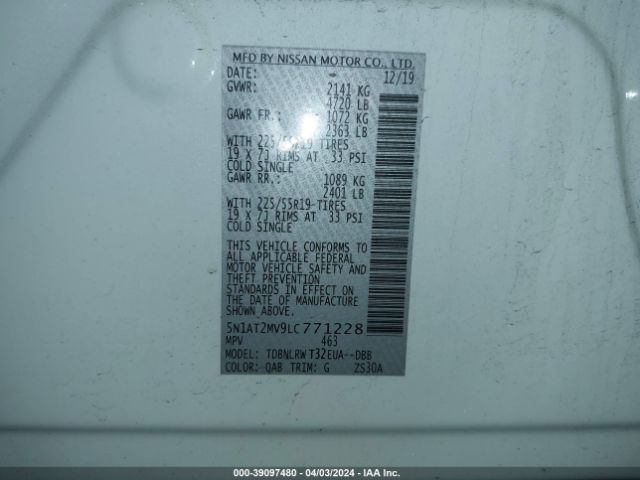 MFD BY NISSAN MOTOR CO., LTD.
DATE: 12/19
GVWR: 2141 KG
4720 LB
GAWR FR.: 1072 KG
2363 LB
WITH 225/55R19 TIRES
19 X 7J RIMS AT 33 PSI
COLD SINGLE
GAWR RR.: 1089 KG
2401 LB
WITH 225/55R19 TIRES
19 X 7J RIMS AT 33 PSI
COLD SINGLE
THIS VEHICLE CONFORMS TO
ALL APPLICABLE FEDERAL
MOTOR VEHICLE SAFETY AND
THEFT PREVENTION
STANDARDS IN EFFECT ON
THE DATE OF MANUFACTURE
SHOWN ABOVE.
5N1AT2MV9LC771228
MPV 463
MODEL: TDBNLRWT32EUA--DBB
COLOR: QAB TRIM: G ZS30A
000-39097480 - 04/03/2024 - IAA Inc.